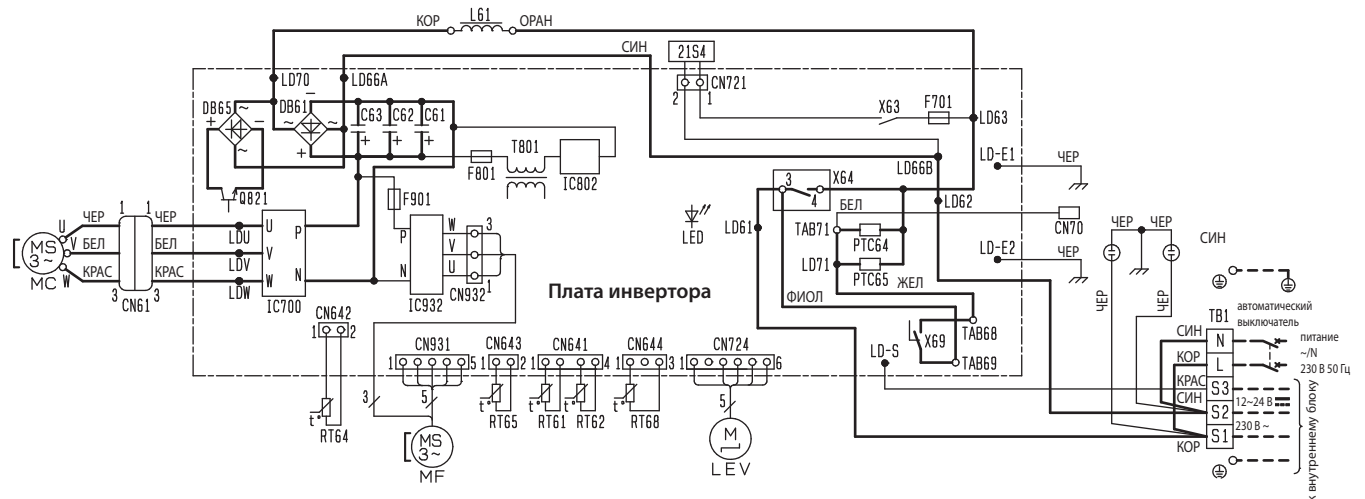 КОР L61 ОРАН
СИН
21S4
LD70 LD66A
CN721
2 1
X63 F701
LD63
DB65 ~ − ~
DB61 − ~ ~ +
C63 C62 C61
+ + +
T801
F801
IC802
Q821
F901
LD66B
LD-E1 ЧЕР
3 X64
4
LD62
БЕЛ
CN70
LED
LD61
TAB71
PTC64
LD71
PTC65
LD-E2 ЧЕР
ЧЕР ЧЕР
СИН
U ЧЕР 1 1 ЧЕР LDU U P
MS 3~ V БЕЛ БЕЛ LDV V
MC W КРАС 3 3 КРАС LDW W N
CN61
IC700
P W 3
V
N U 1
IC932 CN932
Плата инвертора
ЖЕЛ
ФИОЛ
X69
TAB68
TAB69
LD-S
CN642
1 2
CN931
1 5
CN643
1 2
CN641
1 4
CN644
1 3
CN724
1 6
t° RT64
3
5
MS 3~
MF
t° RT65
t° RT61
t° RT62
t° RT68
5
M
LEV
ЧЕР ЧЕР
автоматический
выключатель
TB1
СИН N питание
~/N
КОР L 230 В 50 Гц
КРАС S3
СИН 12~24 В
S2
230 В ~
S1
КОР
к внутреннему блоку